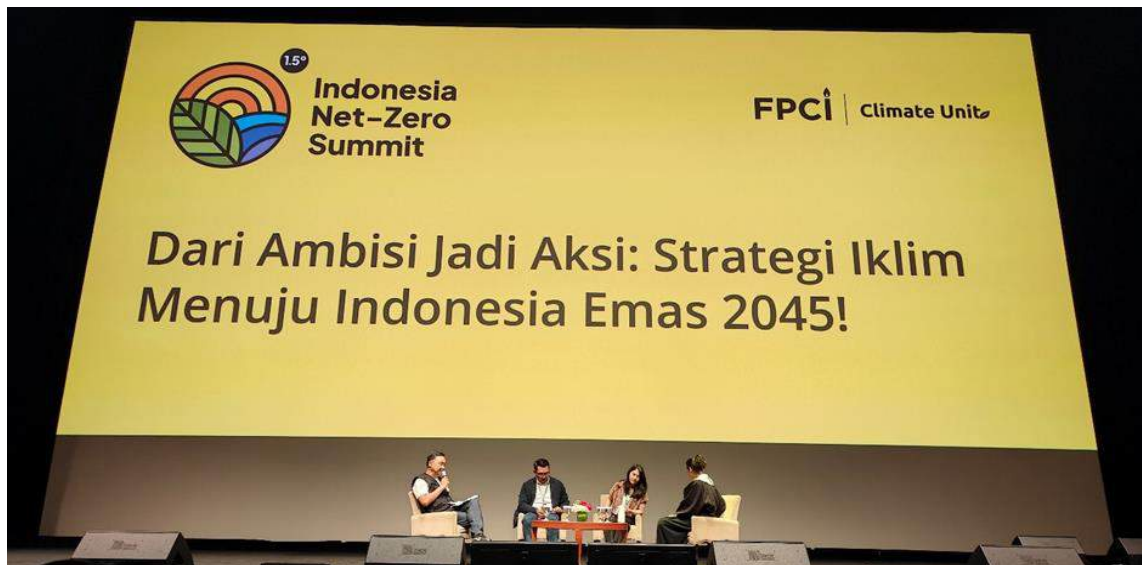 1.5°
Indonesia
Net-Zero
Summit
FPCI | Climate Unit
Dari Ambisi Jadi Aksi: Strategi Iklim
Menuju Indonesia Emas 2045!